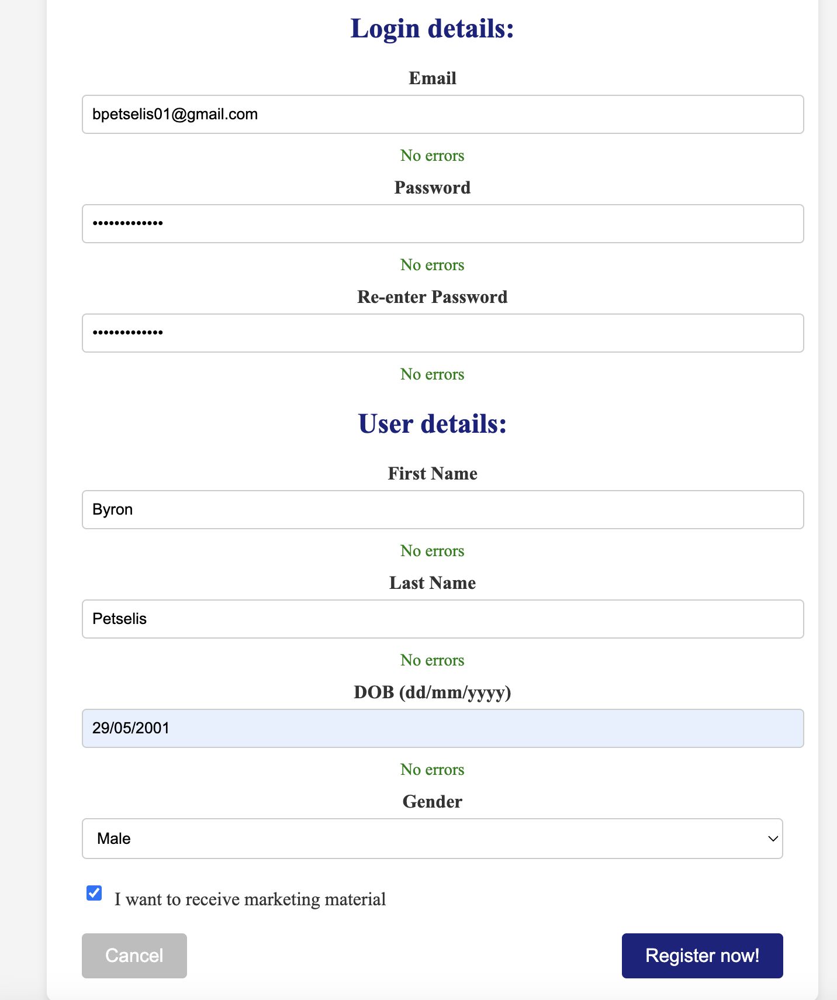 Login details:
Email
bpetselis01@gmail.com
No errors
Password
•••••••••••••
No errors
Re-enter Password
•••••••••••••
No errors
User details:
First Name
Byron
No errors
Last Name
Petselis
No errors
DOB (dd/mm/yyyy)
29/05/2001
No errors
Gender
Male
I want to receive marketing material
Cancel
Register now!